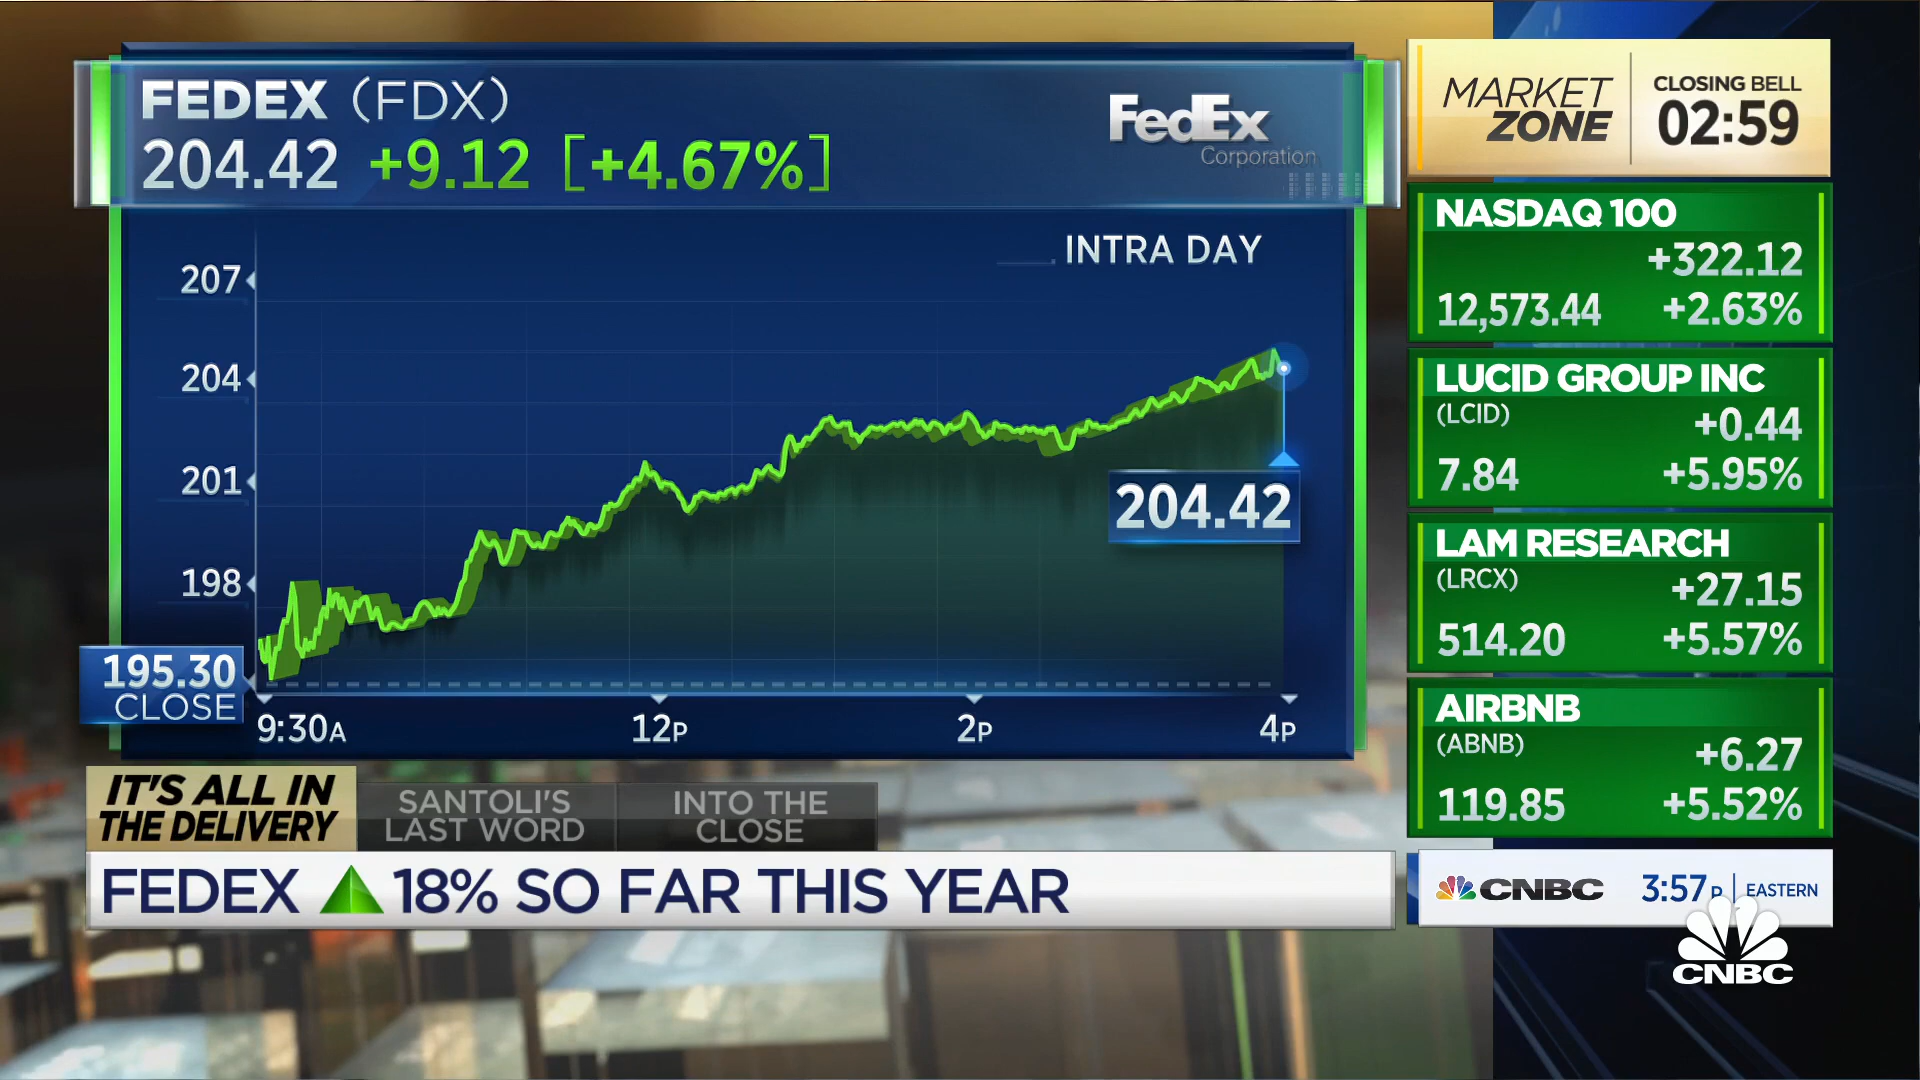 FEDEX (FDX)
204.42 +9.12 [+4.67%]
FedEx
Corporation
INTRA DAY
207
204
201
198
195.30
CLOSE
204.42
9:30A 12P 2P 4P
IT'S ALL IN
THE DELIVERY
SANTOLI'S
LAST WORD
INTO THE
CLOSE
FEDEX ▲ 18% SO FAR THIS YEAR
MARKET
ZONE
CLOSING BELL
02:59
NASDAQ 100
+322.12
12,573.44 +2.63%
LUCID GROUP INC
(LCID) +0.44
7.84 +5.95%
LAM RESEARCH
(LRCX) +27.15
514.20 +5.57%
AIRBNB
(ABNB) +6.27
119.85 +5.52%
CNBC 3:57P EASTERN
CNBC